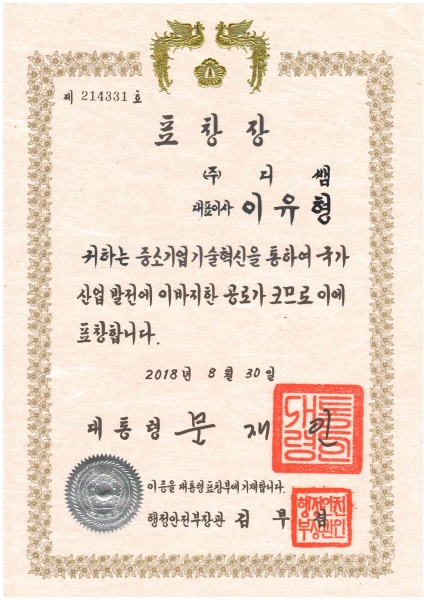 제 214331 호
표창장
(주) 디쌤
대표이사 이유형
귀하는 중소기업기술혁신을 통하여 국가
산업 발전에 이바지한 공로가 크므로 이에
표창합니다.
2018년 8월 30일
대통령 문재인
대통령의인
이 증을 대통령 표창부에 기재합니다.
행정안전부장관 김부겸
행정안전부장관인